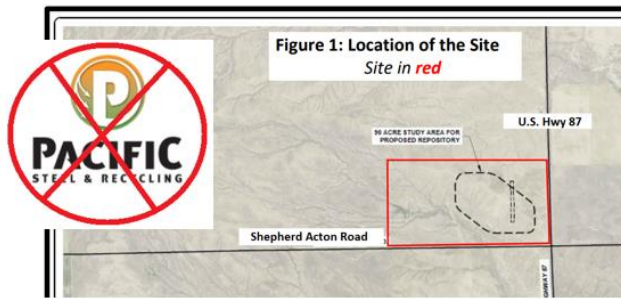 PACIFIC
STEEL & RECYCLING
Figure 1: Location of the Site
Site in red
U.S. Hwy 87
90 ACRE STUDY AREA FOR
PROPOSED REPOSITORY
Shepherd Acton Road